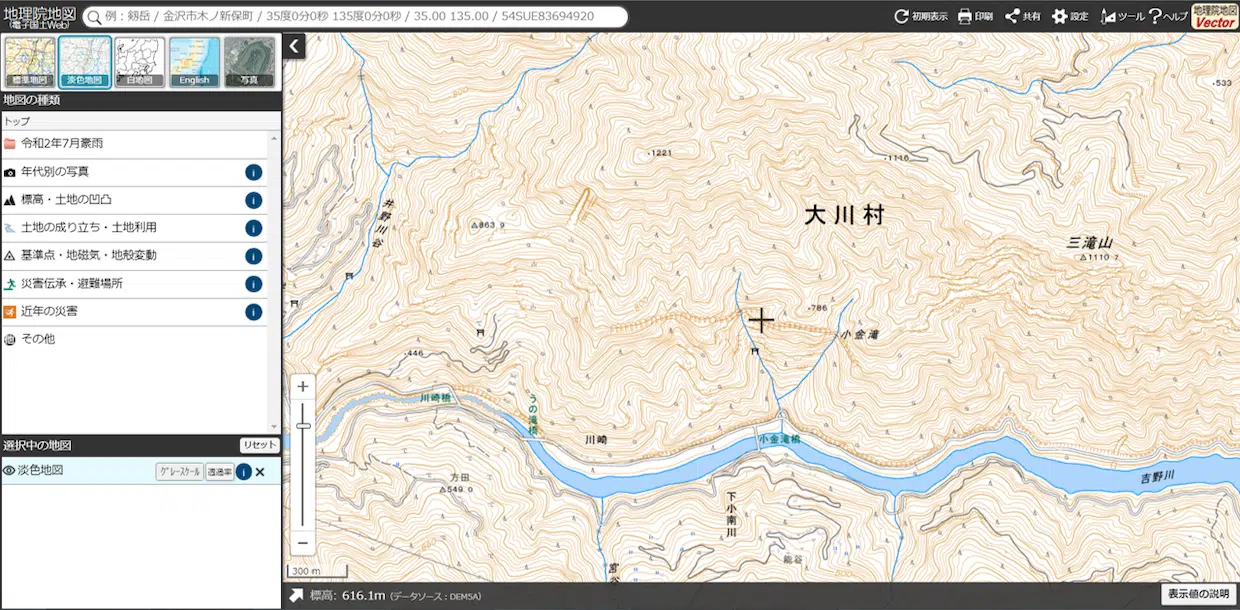 地理院地図
(電子国土Web)
例：剱岳 / 金沢市木ノ新保町 / 35度0分0秒 135度0分0秒 / 35.00 135.00 / 54SUE83694920
初期表示
印刷
共有
設定
ツール
ヘルプ
地理院地図
Vector
標準地図
淡色地図
白地図
English
写真
地図の種類
トップ
令和2年7月豪雨
年代別の写真
標高・土地の凹凸
土地の成り立ち・土地利用
基準点・地磁気・地殻変動
災害伝承・避難場所
近年の災害
その他
選択中の地図
リセット
淡色地図
グレースケール
透過率
533
1221
1116
井野川谷
863.9
大川村
三滝山
1110.7
786
小金滝
446
川崎橋
うの滝橋
川崎
小金滝橋
吉野川
方田
549.0
下小南川
熊谷
宮谷
800
600
300 m
標高: 616.1m (データソース：DEM5A)
表示値の説明